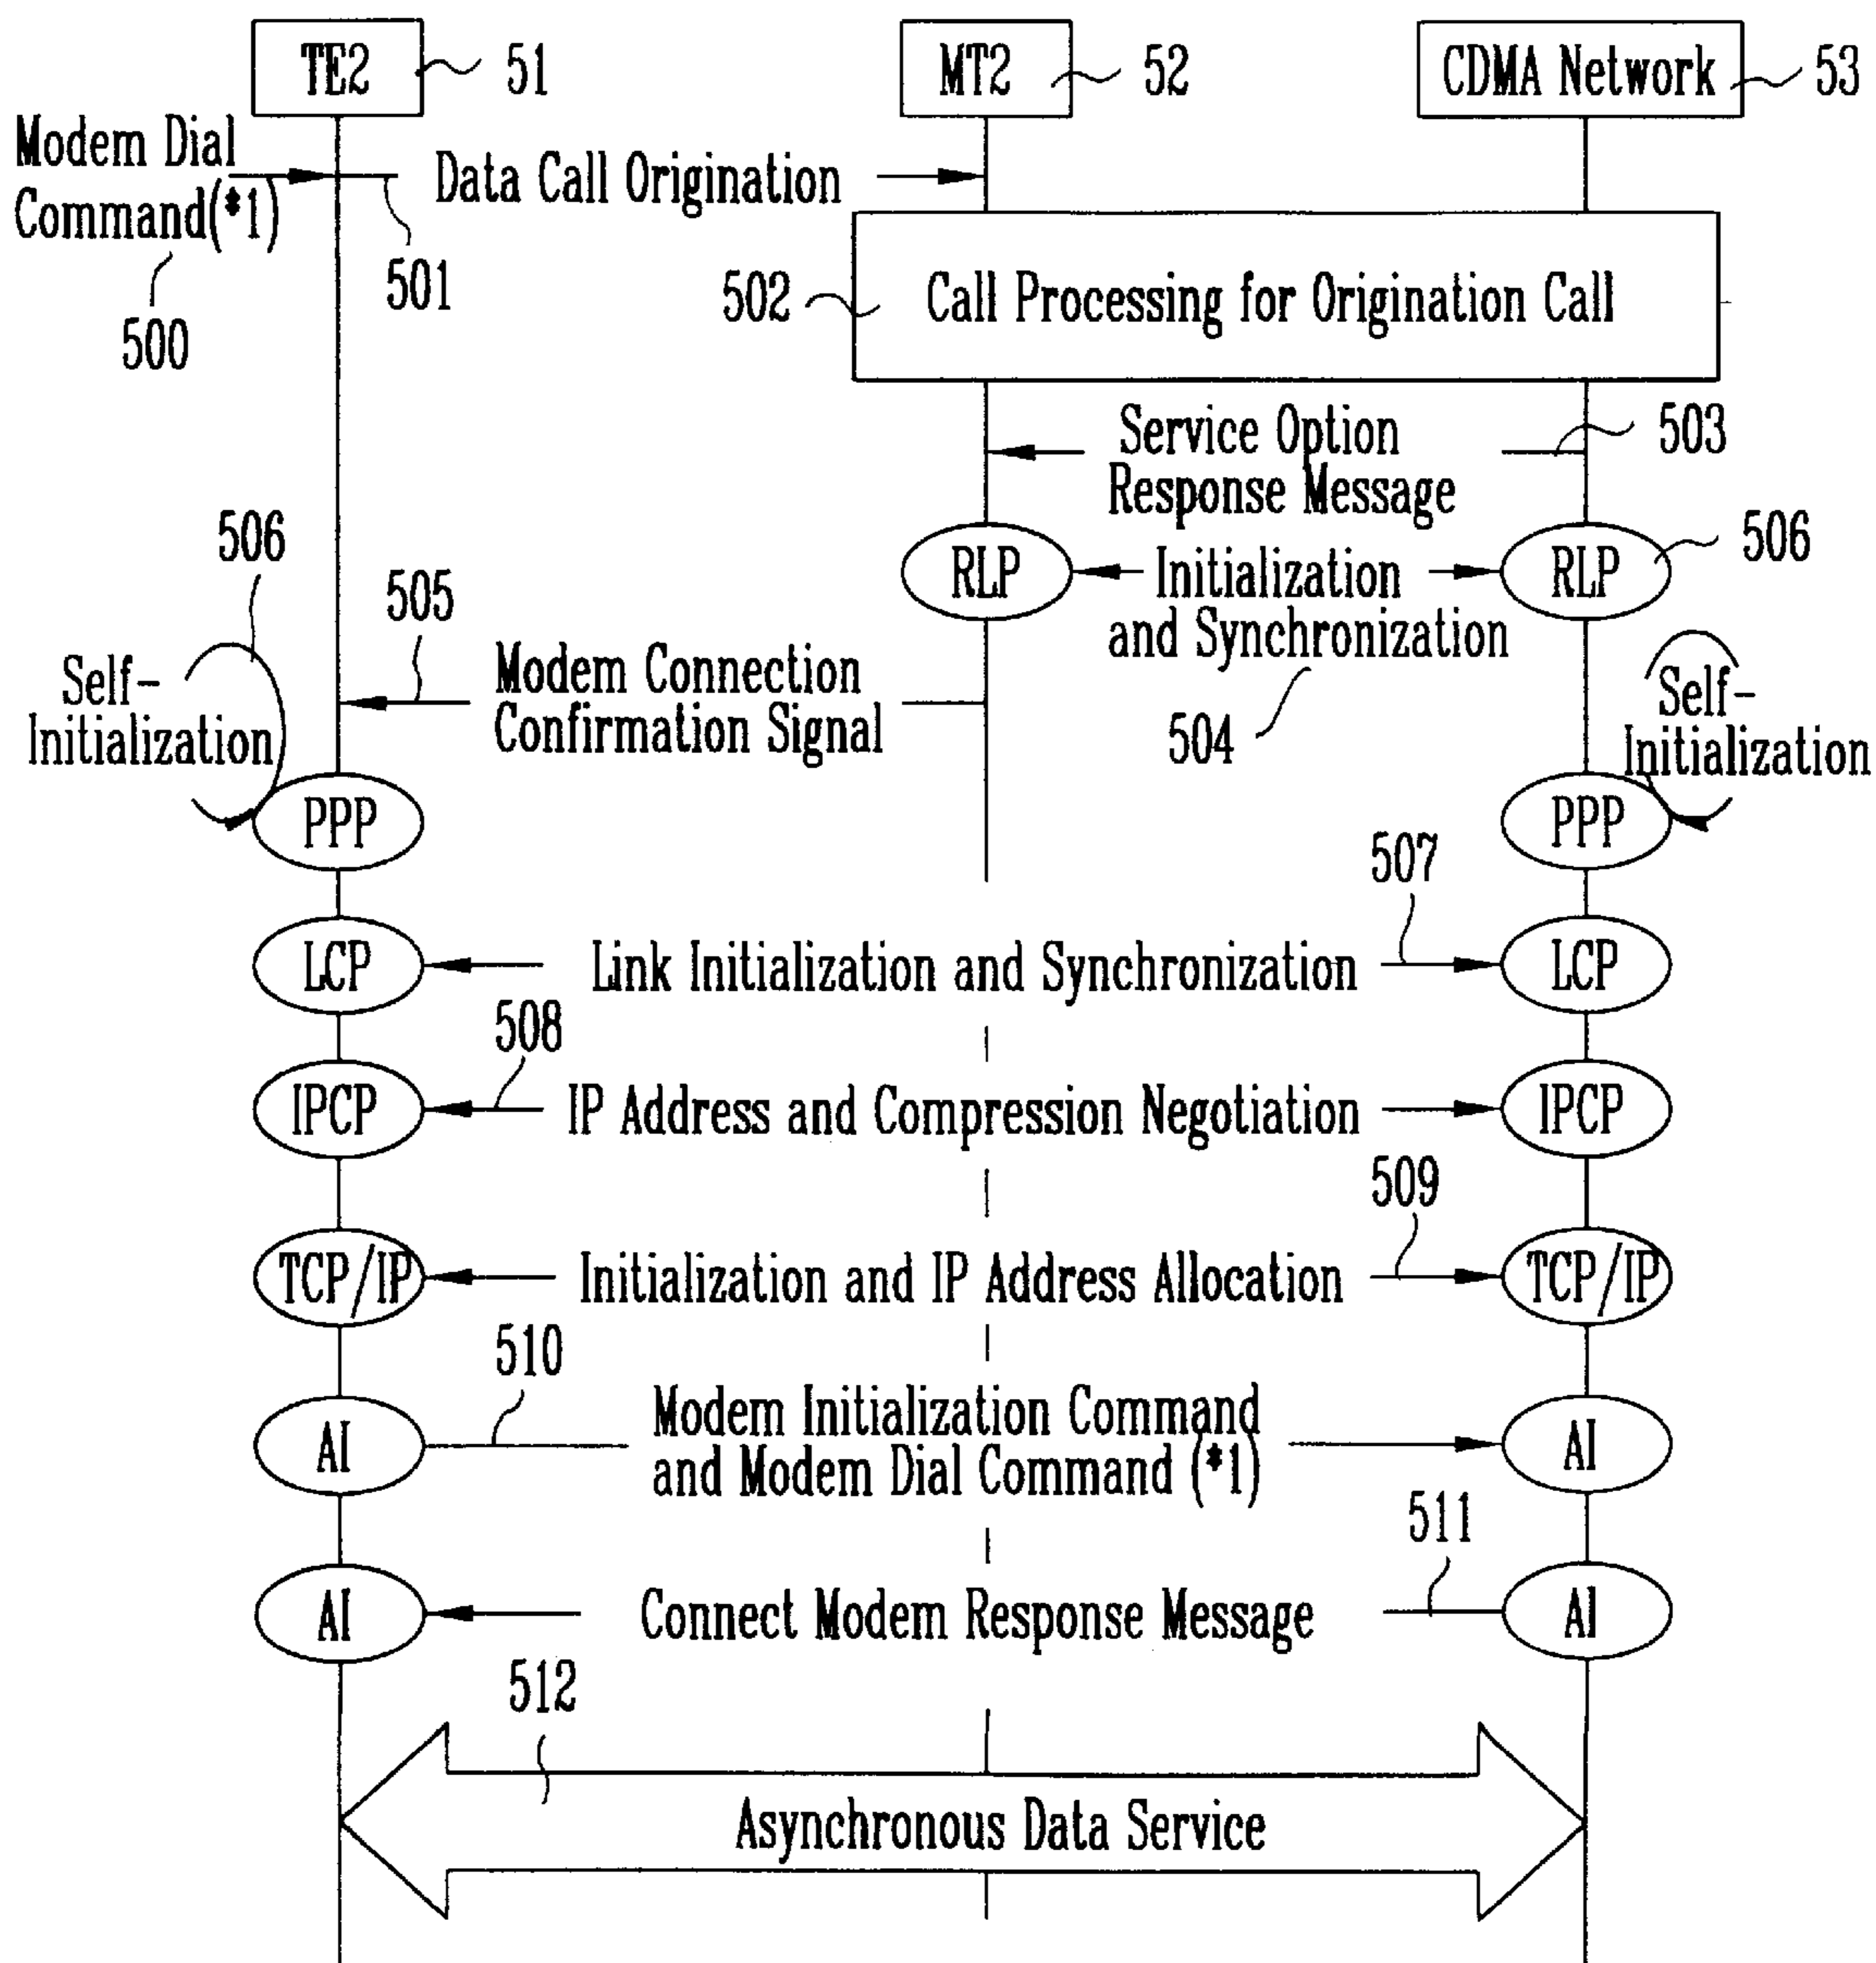 TE2
51
MT2
52
CDMA Network
53
Modem Dial
Command(*1)
500
501
Data Call Origination
502
Call Processing for Origination Call
503
Service Option
Response Message
RLP
Initialization
and Synchronization
504
RLP
506
506
Self-
Initialization
505
Modem Connection
Confirmation Signal
Self-
Initialization
PPP
PPP
507
LCP
Link Initialization and Synchronization
LCP
508
IPCP
IP Address and Compression Negotiation
IPCP
509
TCP/IP
Initialization and IP Address Allocation
TCP/IP
510
AI
Modem Initialization Command
and Modem Dial Command (*1)
AI
511
AI
Connect Modem Response Message
AI
512
Asynchronous Data Service